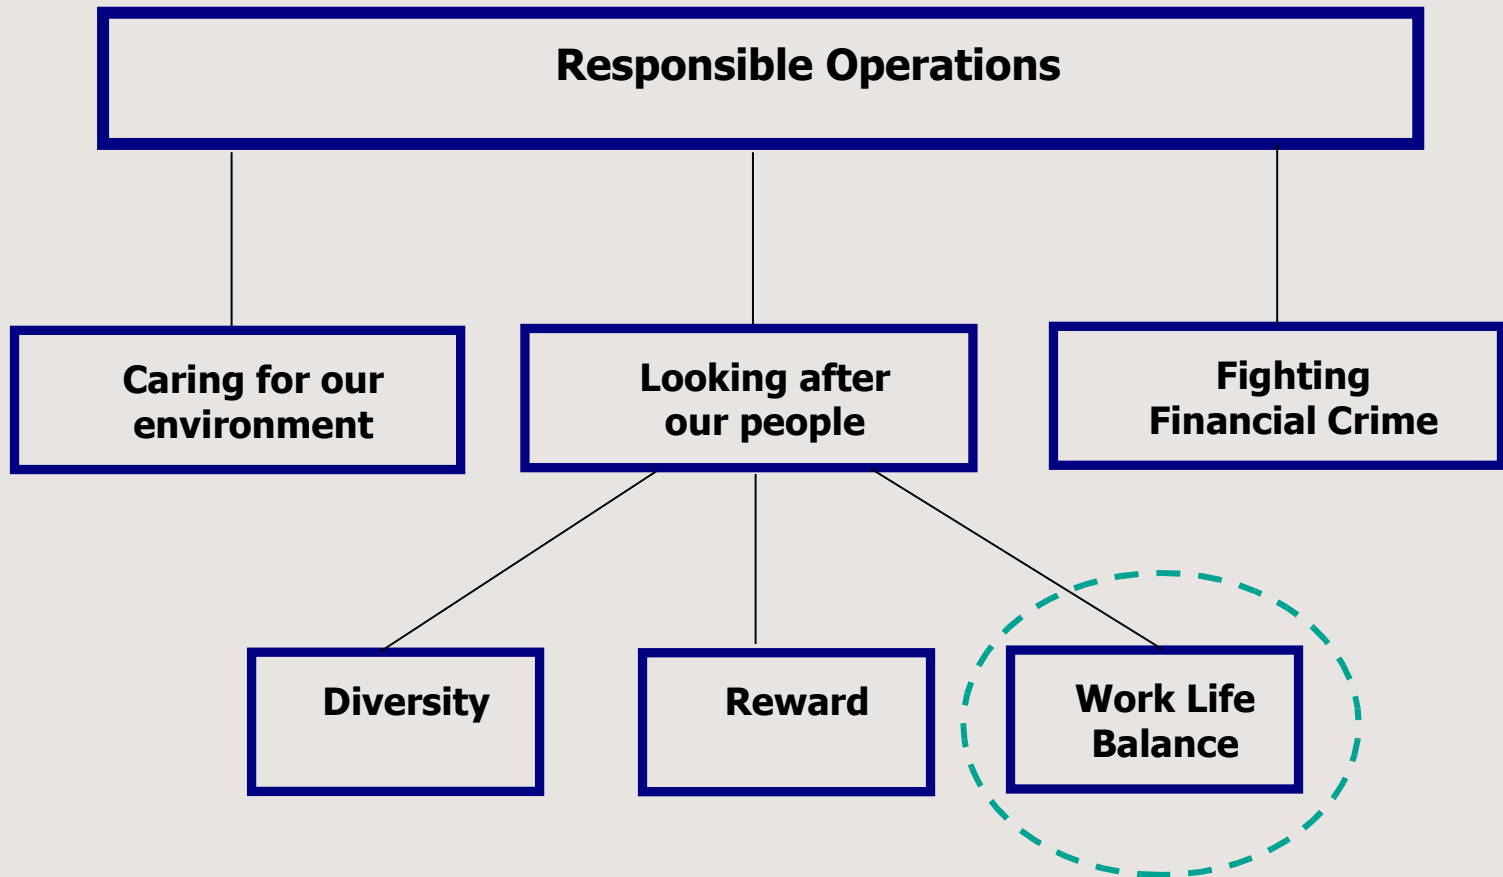 Responsible Operations
Caring for our
environment
Looking after
our people
Fighting
Financial Crime
Diversity
Reward
Work Life
Balance